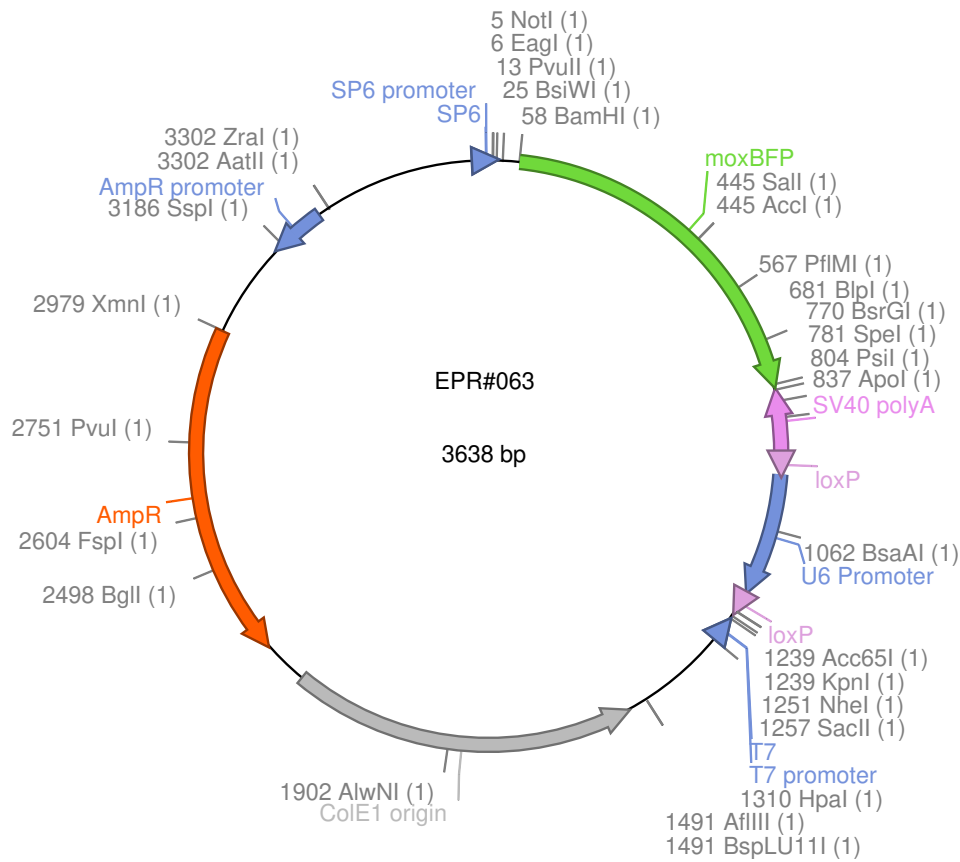 5 NotI (1)
6 EagI (1)
13 PvuII (1)
SP6 promoter
25 BsiWI (1)
SP6
58 BamHI (1)
3302 ZraI (1)
3302 AatII (1)
AmpR promoter
3186 SspI (1)
moxBFP
445 SalI (1)
445 AccI (1)
567 PflMI (1)
681 BlpI (1)
770 BsrGI (1)
781 SpeI (1)
804 PsiI (1)
837 ApoI (1)
SV40 polyA
loxP
2979 XmnI (1)
EPR#063
3638 bp
2751 PvuI (1)
AmpR
2604 FspI (1)
2498 BglI (1)
1062 BsaAI (1)
U6 Promoter
loxP
1239 Acc65I (1)
1239 KpnI (1)
1251 NheI (1)
1257 SacII (1)
T7
T7 promoter
1310 HpaI (1)
1491 AflIII (1)
1491 BspLU11I (1)
1902 AlwNI (1)
ColE1 origin